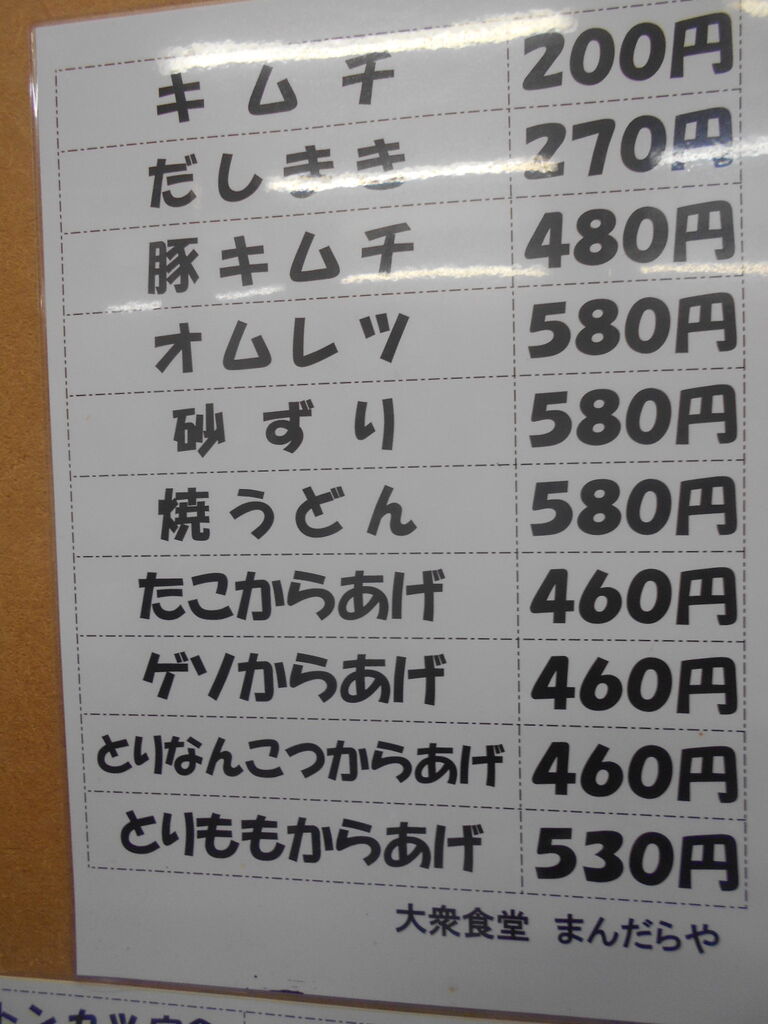 キムチ 200円
だしまき 270円
豚キムチ 480円
オムレツ 580円
砂ずり 580円
焼うどん 580円
たこからあげ 460円
ゲソからあげ 460円
とりなんこつからあげ 460円
とりももからあげ 530円
大衆食堂 まんだらや
トンカツ